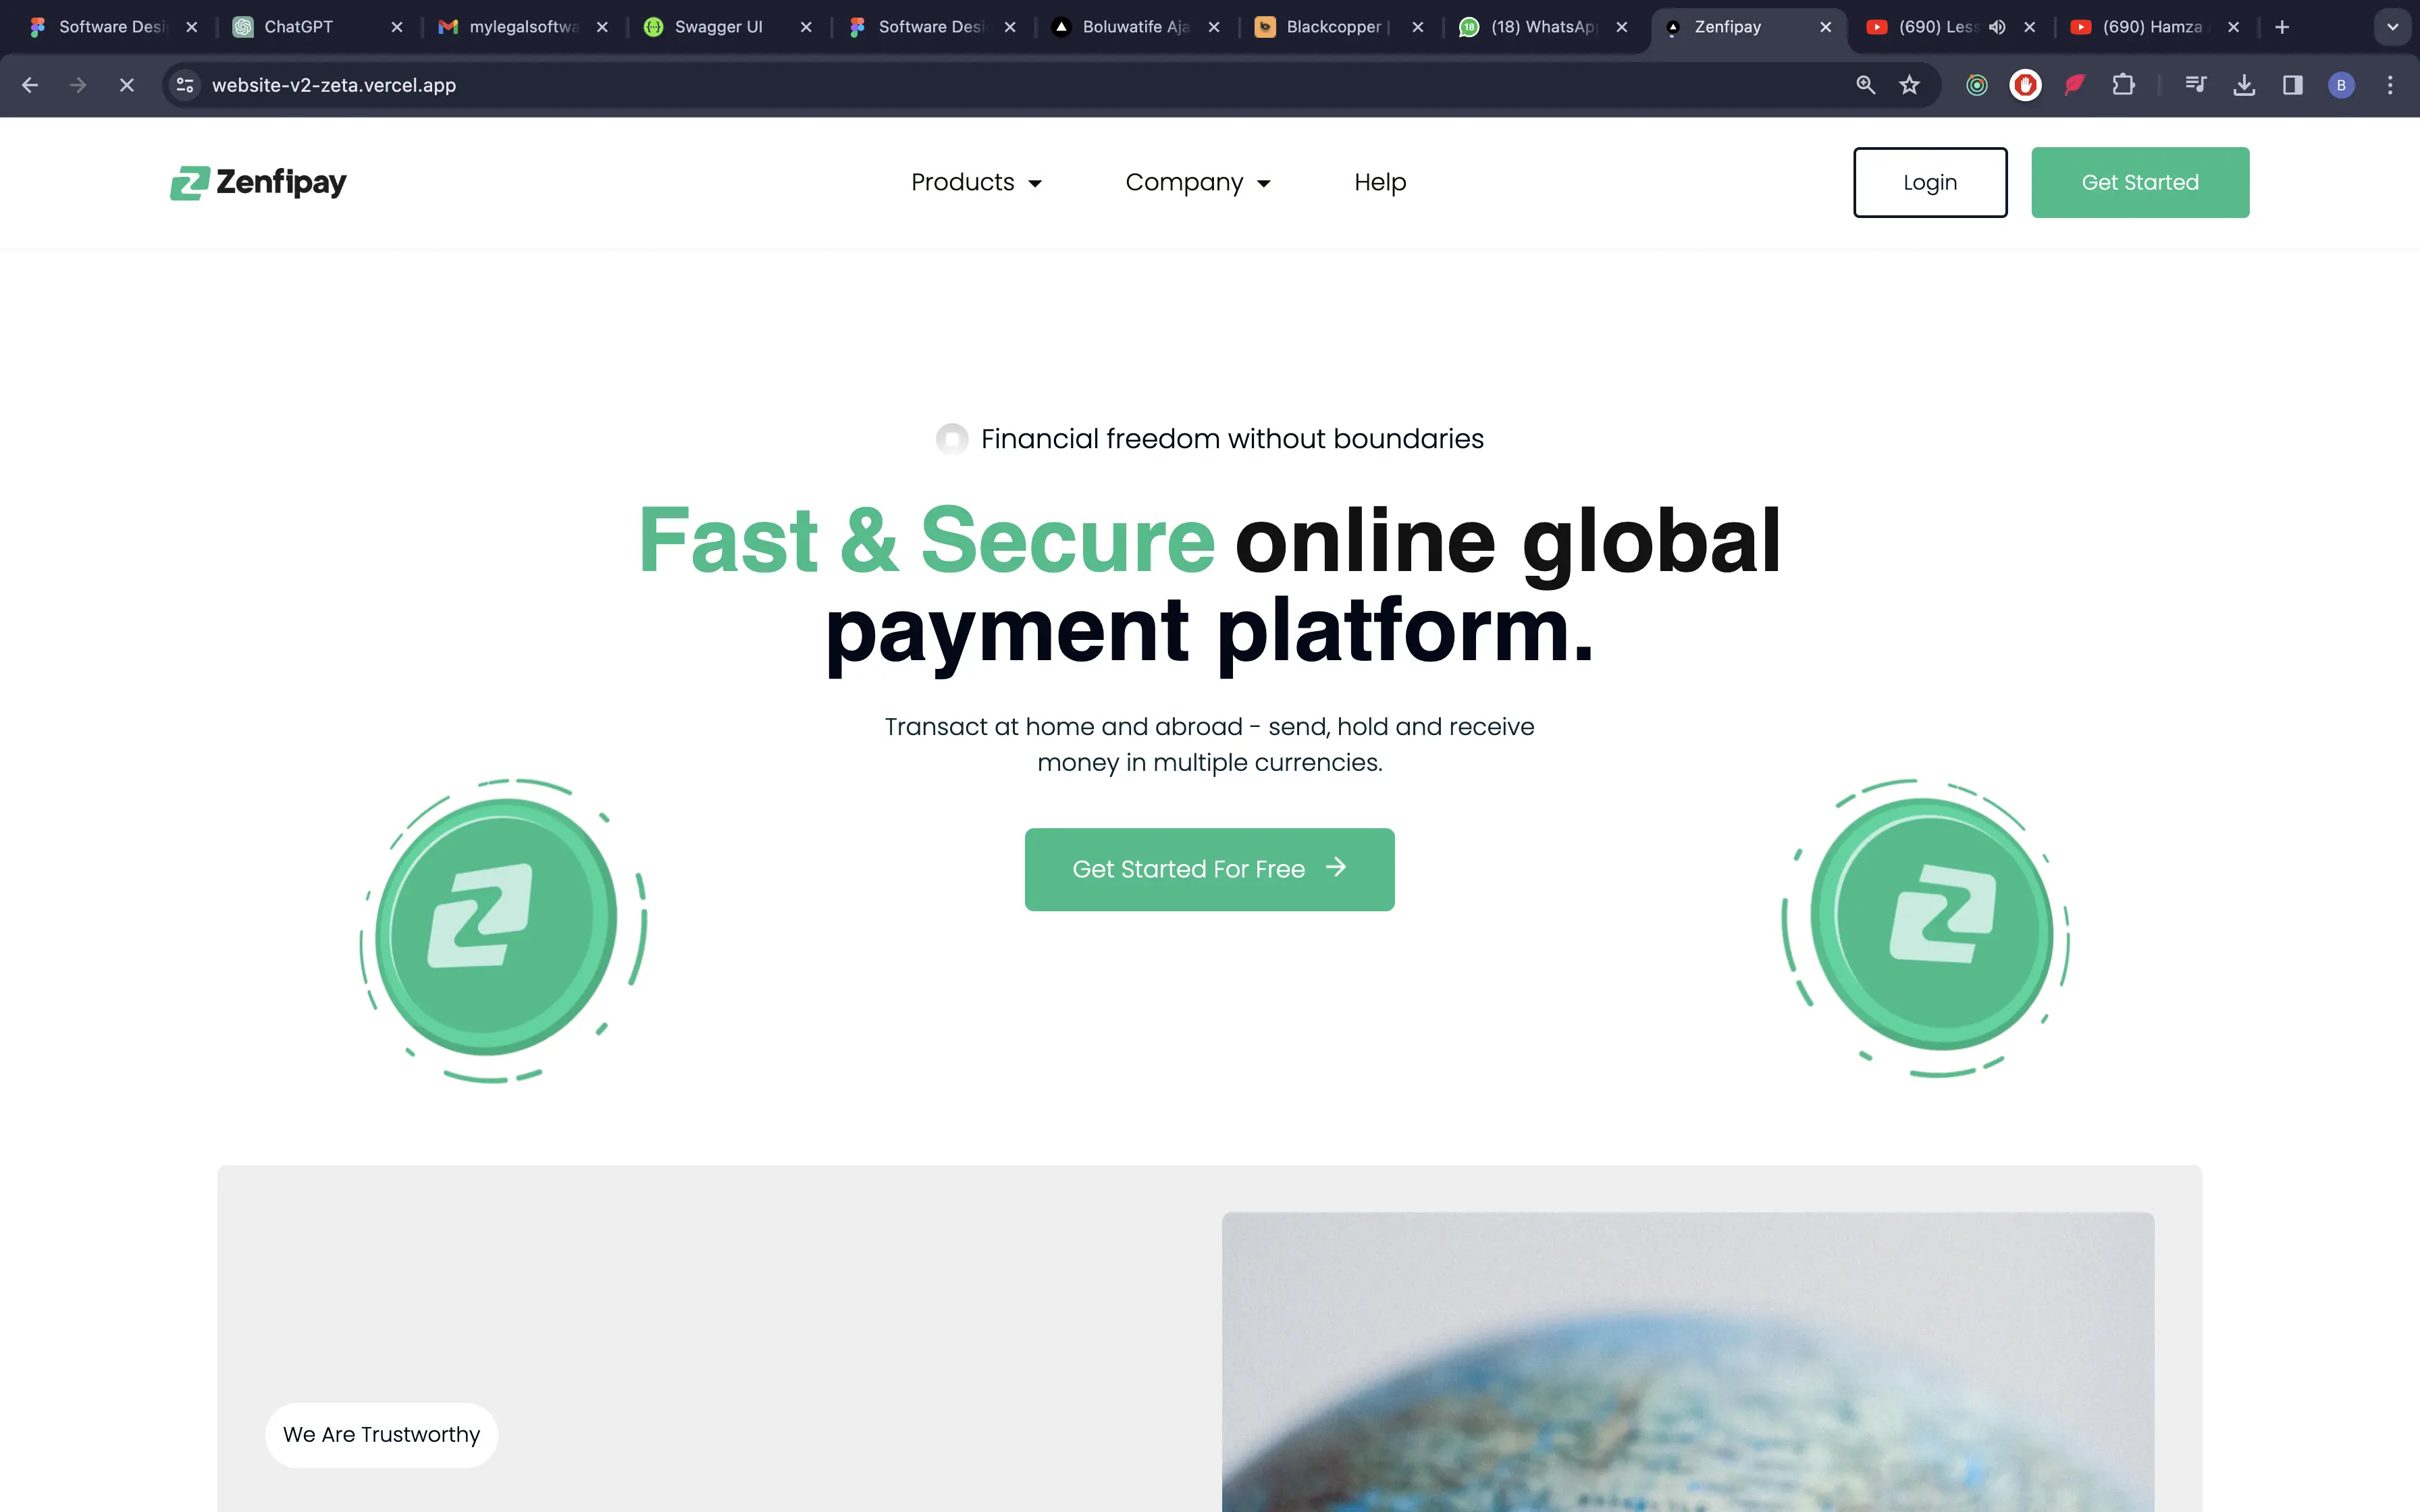 Software Desi
ChatGPT
mylegalsoftwa
Swagger UI
Software Desi
Boluwatife Aja
Blackcopper |
(18) WhatsAp
Zenfipay
(690) Less
(690) Hamza
website-v2-zeta.vercel.app
B
Zenfipay
Products
Company
Help
Login
Get Started
Financial freedom without boundaries
Fast & Secure online global
payment platform.
Transact at home and abroad - send, hold and receive
money in multiple currencies.
Get Started For Free
We Are Trustworthy